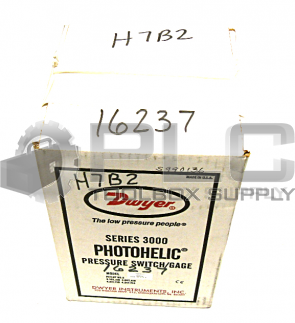 H7B2
16237
PLC
TOOLBOX SUPPLY
H7B2
Dwyer
The low pressure people®
SERIES 3000
PHOTOHELIC®
PRESSURE SWITCH/GAGE
16237
DWYER INSTRUMENTS, INC.